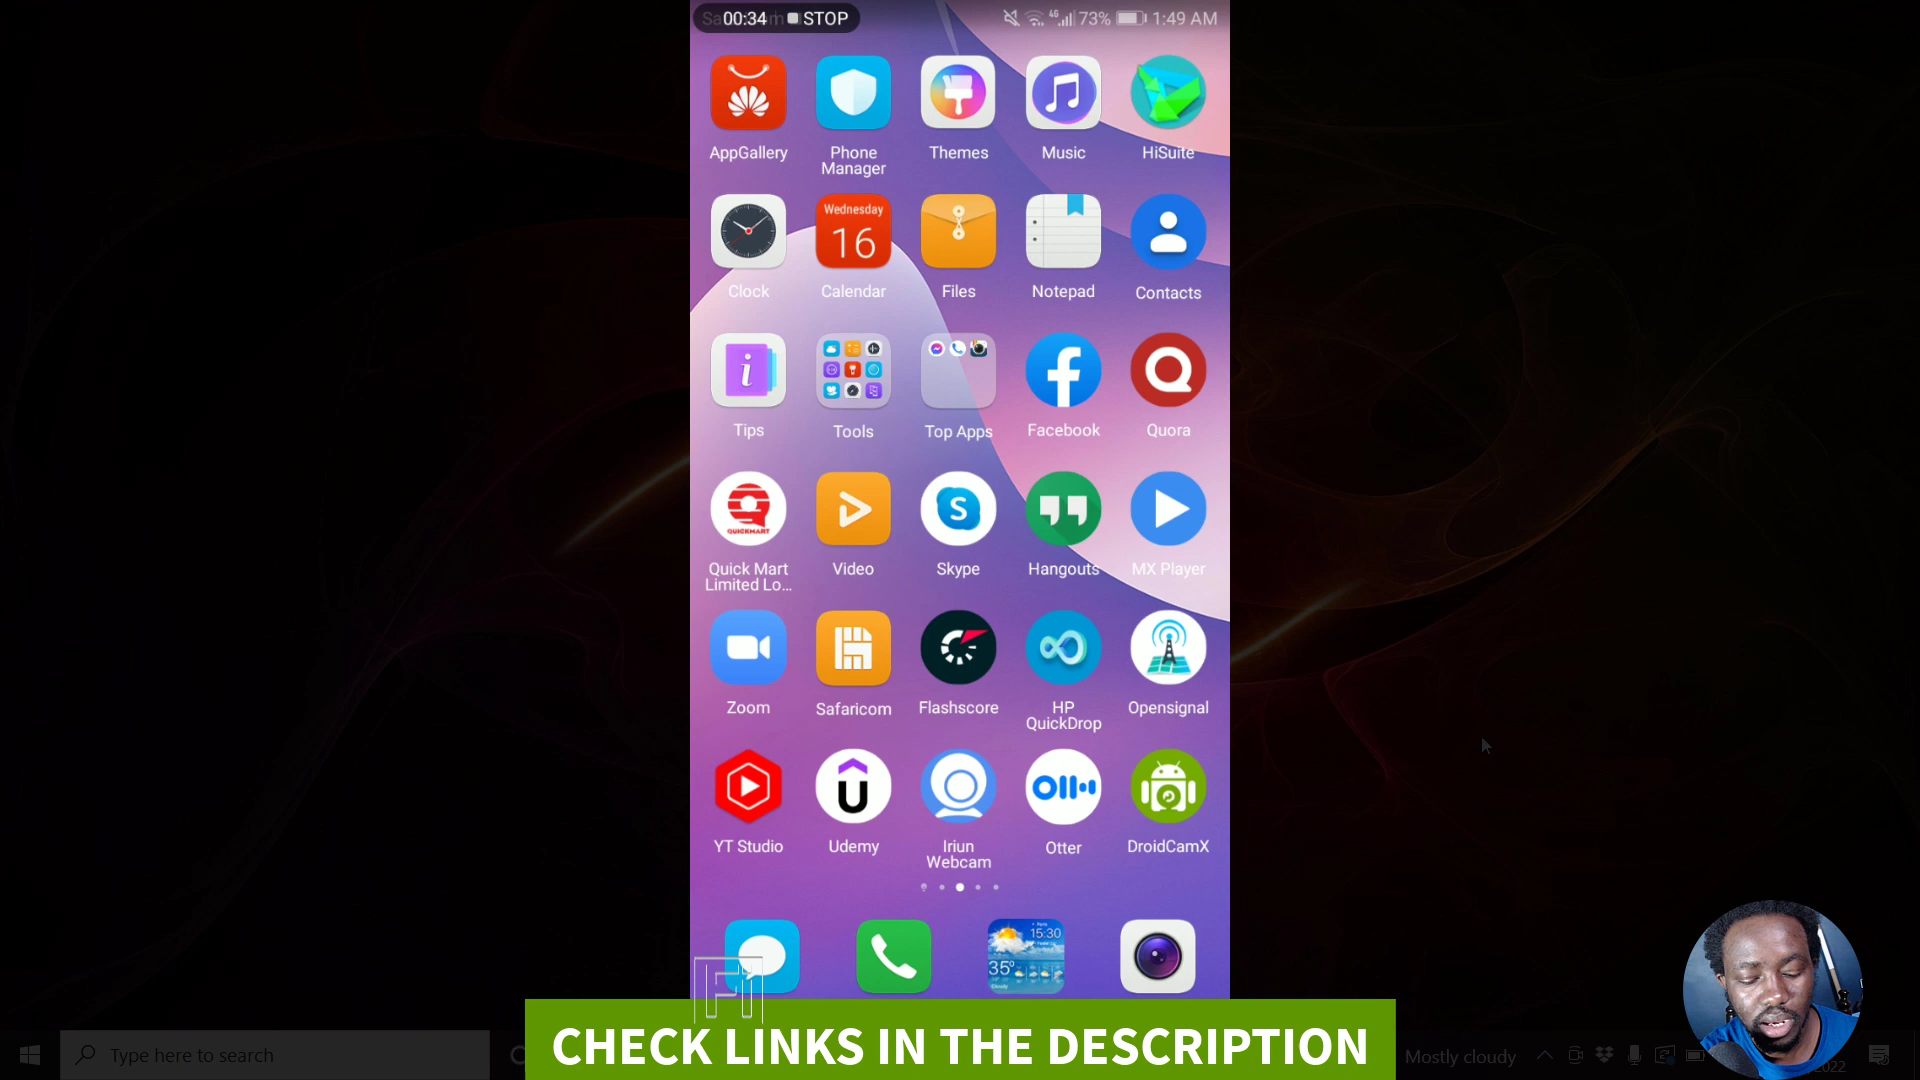 00:34 STOP
4G 73% 1:49 AM
AppGallery
Phone Manager
Themes
Music
HiSuite
Wednesday
16
Clock
Calendar
Files
Notepad
Contacts
i
Tips
Tools
Top Apps
Facebook
Quora
QUICKMART
S
Quick Mart Limited Lo...
Video
Skype
Hangouts
MX Player
Zoom
Safaricom
Flashscore
HP QuickDrop
Opensignal
YT Studio
Udemy
Iriun Webcam
Otter
DroidCamX
15:30
35°
CHECK LINKS IN THE DESCRIPTION
Type here to search
Mostly cloudy
2022